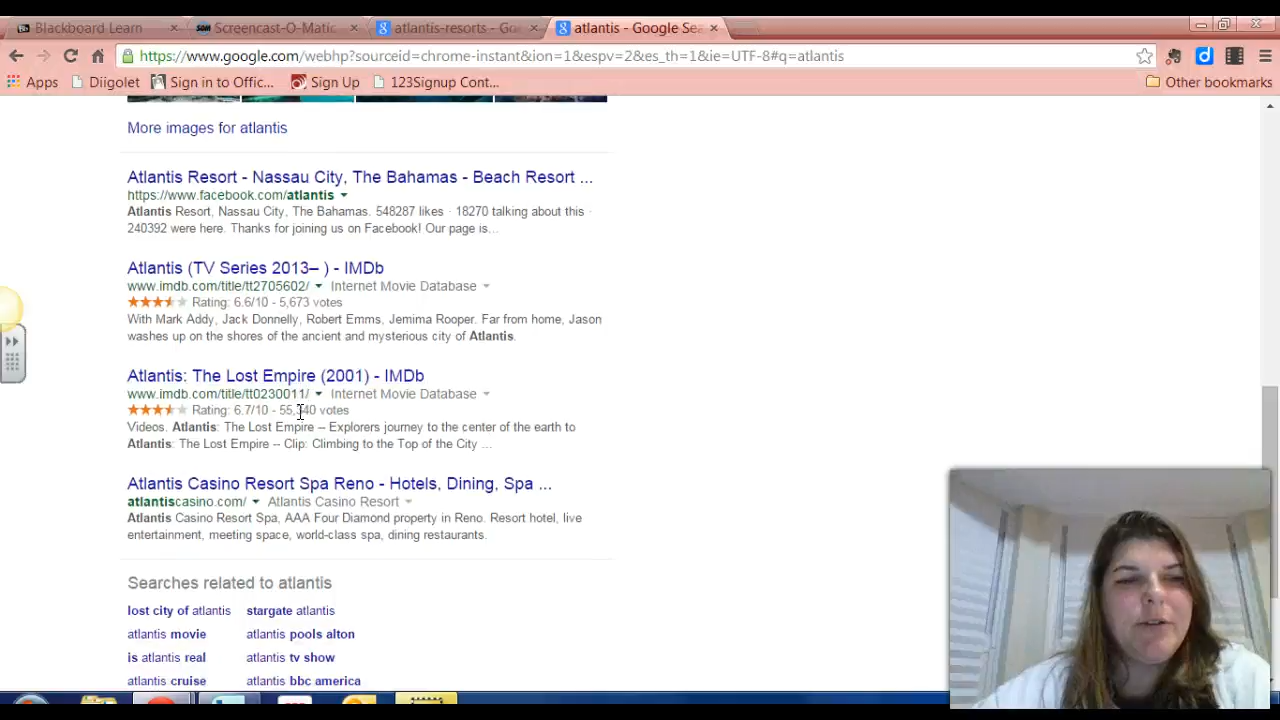 Blackboard Learn
Screencast-O-Matic
atlantis-resorts - Go
atlantis - Google Sea
https://www.google.com/webhp?sourceid=chrome-instant&ion=1&espv=2&es_th=1&ie=UTF-8#q=atlantis
Apps Diigolet Sign in to Offic... Sign Up 123Signup Cont... Other bookmarks
More images for atlantis
Atlantis Resort - Nassau City, The Bahamas - Beach Resort ...
https://www.facebook.com/atlantis
Atlantis Resort, Nassau City, The Bahamas. 548287 likes · 18270 talking about this ·
240392 were here. Thanks for joining us on Facebook! Our page is...
Atlantis (TV Series 2013– ) - IMDb
www.imdb.com/title/tt2705602/ Internet Movie Database
Rating: 6.6/10 - 5,673 votes
With Mark Addy, Jack Donnelly, Robert Emms, Jemima Rooper. Far from home, Jason
washes up on the shores of the ancient and mysterious city of Atlantis.
Atlantis: The Lost Empire (2001) - IMDb
www.imdb.com/title/tt0230011/ Internet Movie Database
Rating: 6.7/10 - votes
Videos. Atlantis: The Lost Empire -- Explorers journey to the center of the earth to
Atlantis: The Lost Empire -- Clip: Climbing to the Top of the City ...
Atlantis Casino Resort Spa Reno - Hotels, Dining, Spa ...
atlantiscasino.com/ Atlantis Casino Resort
Atlantis Casino Resort Spa, AAA Four Diamond property in Reno. Resort hotel, live
entertainment, meeting space, world-class spa, dining restaurants.
Searches related to atlantis
lost city of atlantis stargate atlantis
atlantis movie atlantis pools alton
is atlantis real atlantis tv show
atlantis cruise atlantis bbc america